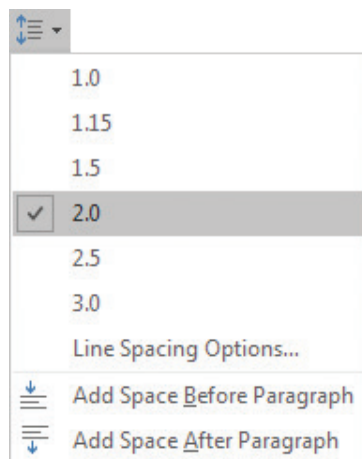 1.0
1.15
1.5
2.0
2.5
3.0
Line Spacing Options...
Add Space Before Paragraph
Add Space After Paragraph